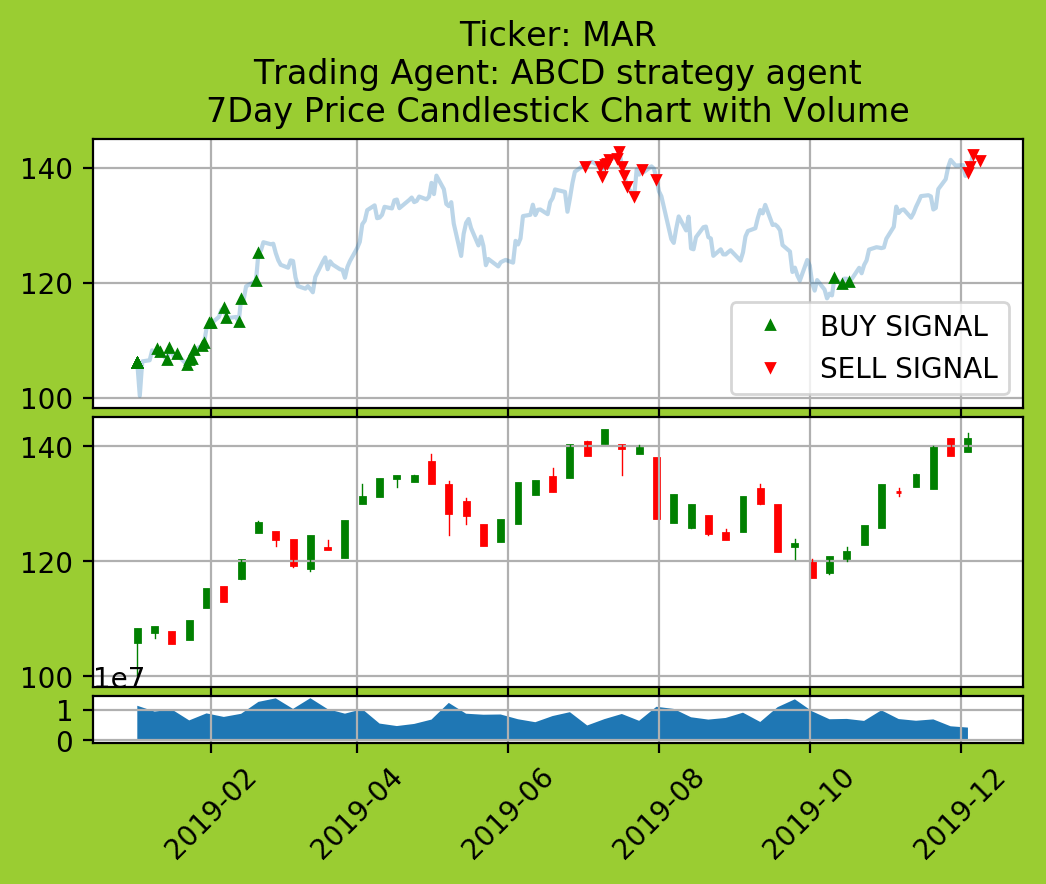 Ticker: MAR
Trading Agent: ABCD strategy agent
7Day Price Candlestick Chart with Volume
140
120
100
BUY SIGNAL
SELL SIGNAL
140
120
100
1e7
1
0
2019-02
2019-04
2019-06
2019-08
2019-10
2019-12